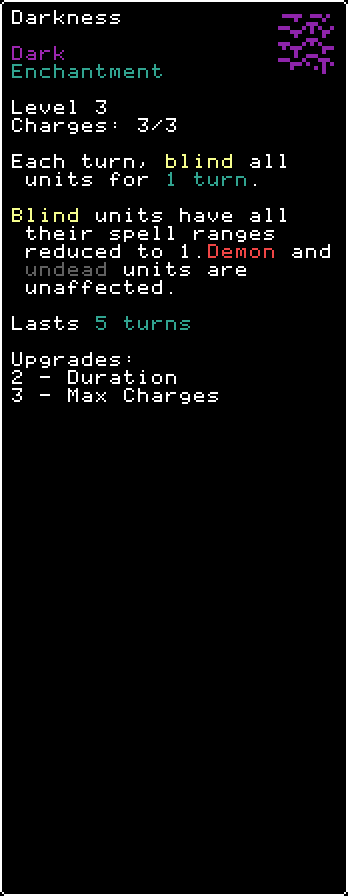 Darkness
Dark
Enchantment
Level 3
Charges: 3/3
Each turn, blind all
units for 1 turn.
Blind units have all
their spell ranges
reduced to 1.Demon and
undead units are
unaffected.
Lasts 5 turns
Upgrades:
2 - Duration
3 - Max Charges